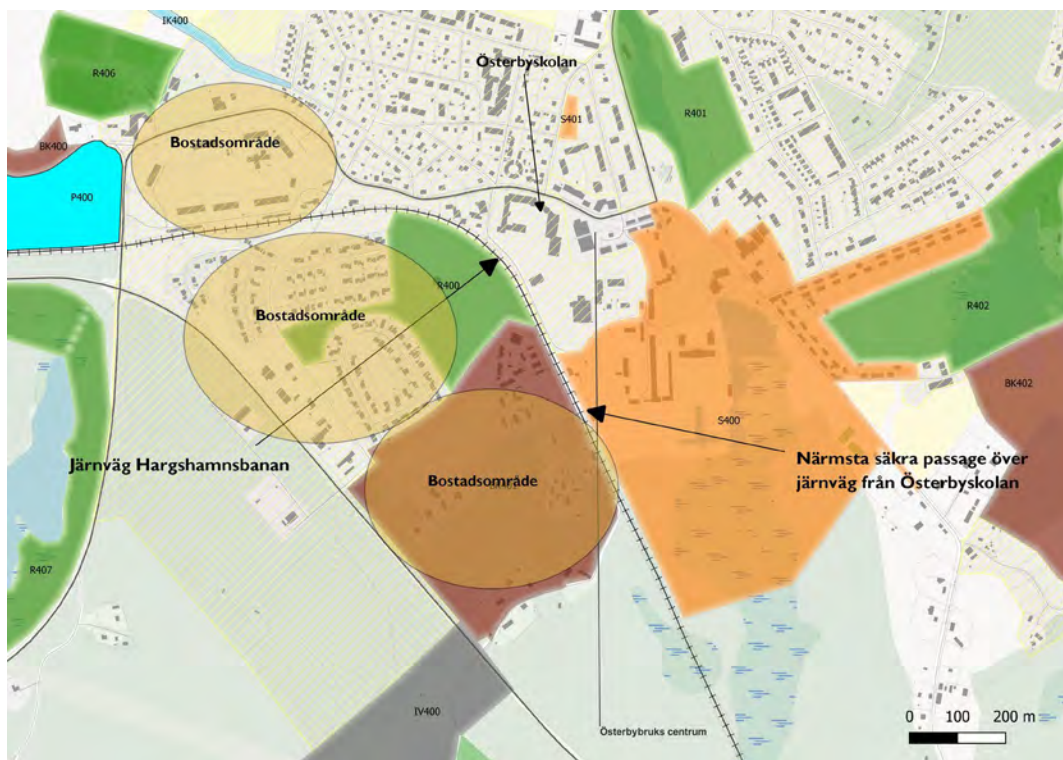 IK400
Österbyskolan
R406
S401
R401
BK400
Bostadsområde
P400
R400
Bostadsområde
R402
BK402
S400
Järnväg Hargshamnsbanan
Närmsta säkra passage över
järnväg från Österbyskolan
Bostadsområde
R407
IV400
Österbybruks centrum
0 100 200 m